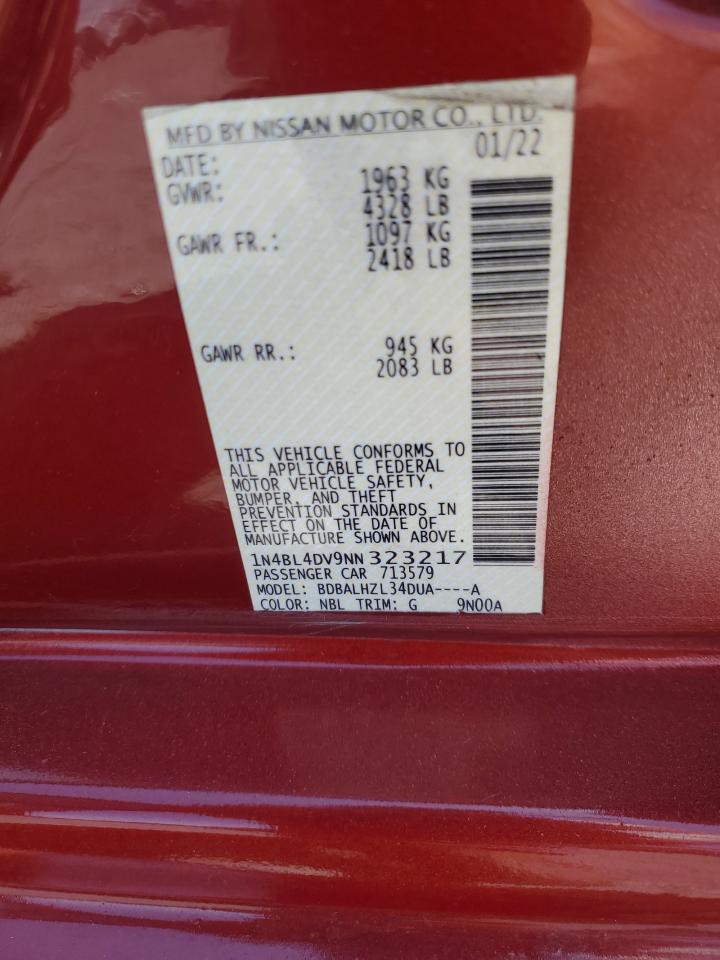 MFD BY NISSAN MOTOR CO., LTD.
DATE: 01/22
GVWR: 1963 KG
4328 LB
GAWR FR.: 1097 KG
2418 LB
GAWR RR.: 945 KG
2083 LB
THIS VEHICLE CONFORMS TO
ALL APPLICABLE FEDERAL
MOTOR VEHICLE SAFETY,
BUMPER, AND THEFT
PREVENTION STANDARDS IN
EFFECT ON THE DATE OF
MANUFACTURE SHOWN ABOVE.
1N4BL4DV9NN323217
PASSENGER CAR 713579
MODEL: BDBALHZL34DUA----A
COLOR: NBL TRIM: G 9N00A